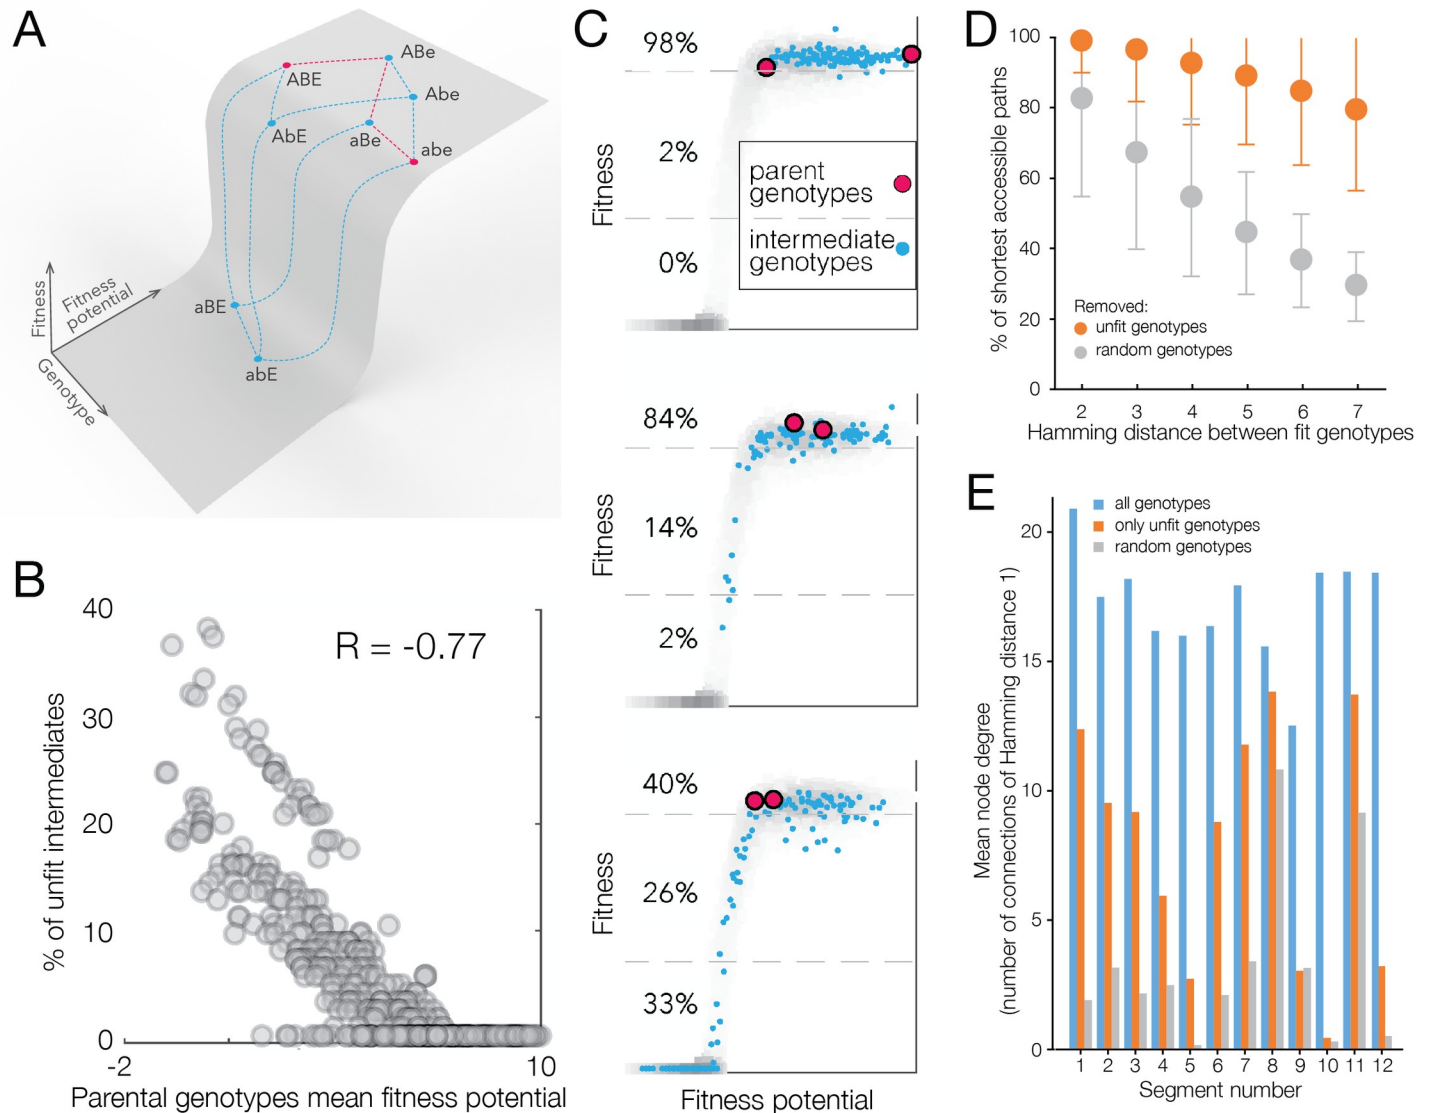 A
ABE
ABe
Abe
AbE
aBe
abe
aBE
abE
Fitness
Fitness
potential
Genotype
B
40
30
20
10
0
-2
10
R = -0.77
% of unfit intermediates
Parental genotypes mean fitness potential
C
98%
2%
0%
Fitness
parent
genotypes
intermediate
genotypes
84%
14%
2%
Fitness
40%
26%
33%
Fitness
Fitness potential
D
100
80
60
40
20
0
% of shortest accessible paths
Removed:
unfit genotypes
random genotypes
2 3 4 5 6 7
Hamming distance between fit genotypes
E
all genotypes
only unfit genotypes
random genotypes
20
15
10
5
0
Mean node degree
(number of connections of Hamming distance 1)
1 2 3 4 5 6 7 8 9 10 11 12
Segment number